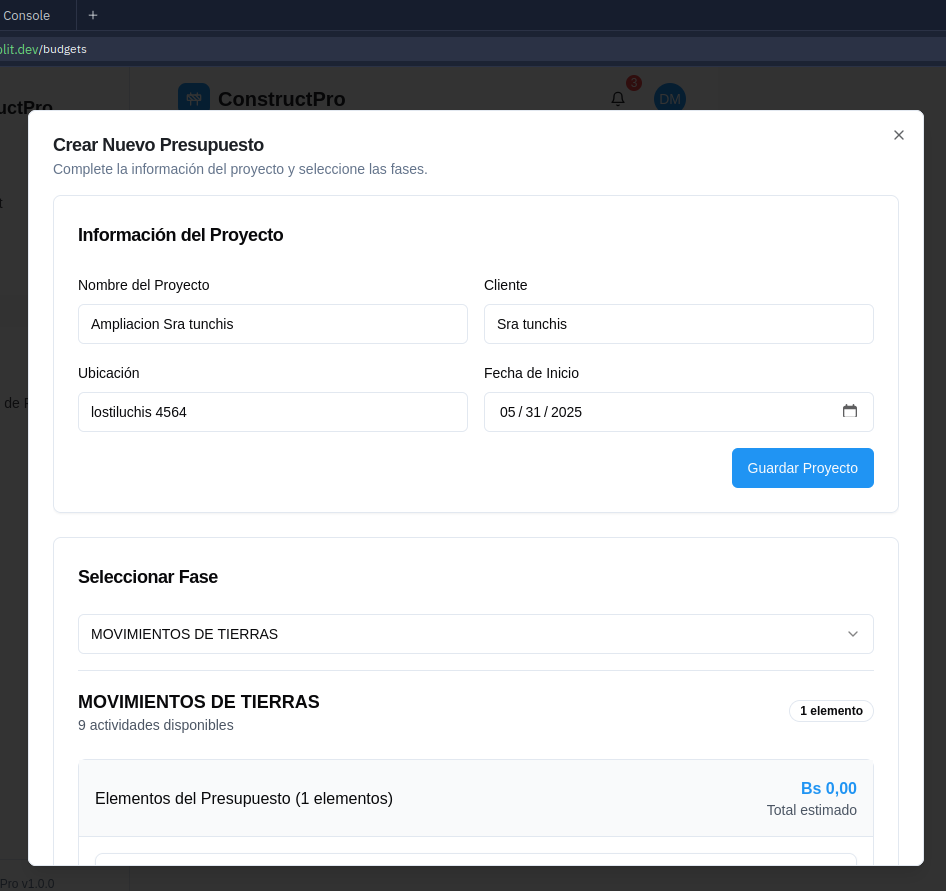 Console +
lit.dev/budgets
ConstructPro 3 DM
uctPro
Crear Nuevo Presupuesto
Complete la información del proyecto y seleccione las fases.
Información del Proyecto
Nombre del Proyecto Cliente
Ampliacion Sra tunchis Sra tunchis
Ubicación Fecha de Inicio
lostiluchis 4564 05/31/2025
Guardar Proyecto
Seleccionar Fase
MOVIMIENTOS DE TIERRAS
MOVIMIENTOS DE TIERRAS
9 actividades disponibles
1 elemento
Elementos del Presupuesto (1 elementos)
Bs 0,00
Total estimado
de
Pro v1.0.0